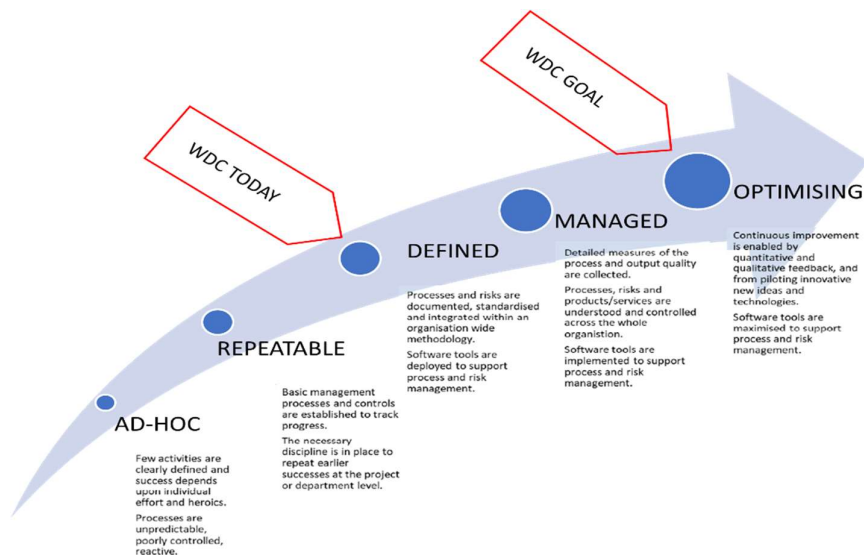 WDC GOAL
WDC TODAY
OPTIMISING
Continuous improvement
is enabled by
quantitative and
qualitative feedback, and
from piloting innovative
new ideas and
technologies.
Software tools are
maximised to support
process and risk
management.
MANAGED
Detailed measures of the
process and output quality
are collected.
Processes, risks and
products/services are
understood and controlled
across the whole
organistion.
Software tools are
implemented to support
process and risk
management.
DEFINED
Processes and risks are
documented, standardised
and integrated within an
organisation wide
methodology.
Software tools are
deployed to support
process and risk
management.
REPEATABLE
Basic management
processes and controls
are established to track
progress.
The necessary
discipline is in place to
repeat earlier
successes at the project
or department level.
AD-HOC
Few activities are
clearly defined and
success depends
upon individual
effort and heroics.
Processes are
unpredictable,
poorly controlled,
reactive.